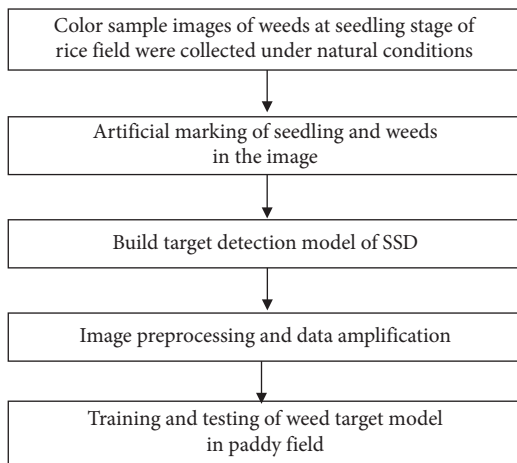 Color sample images of weeds at seedling stage of
rice field were collected under natural conditions
Artificial marking of seedling and weeds
in the image
Build target detection model of SSD
Image preprocessing and data amplification
Training and testing of weed target model
in paddy field